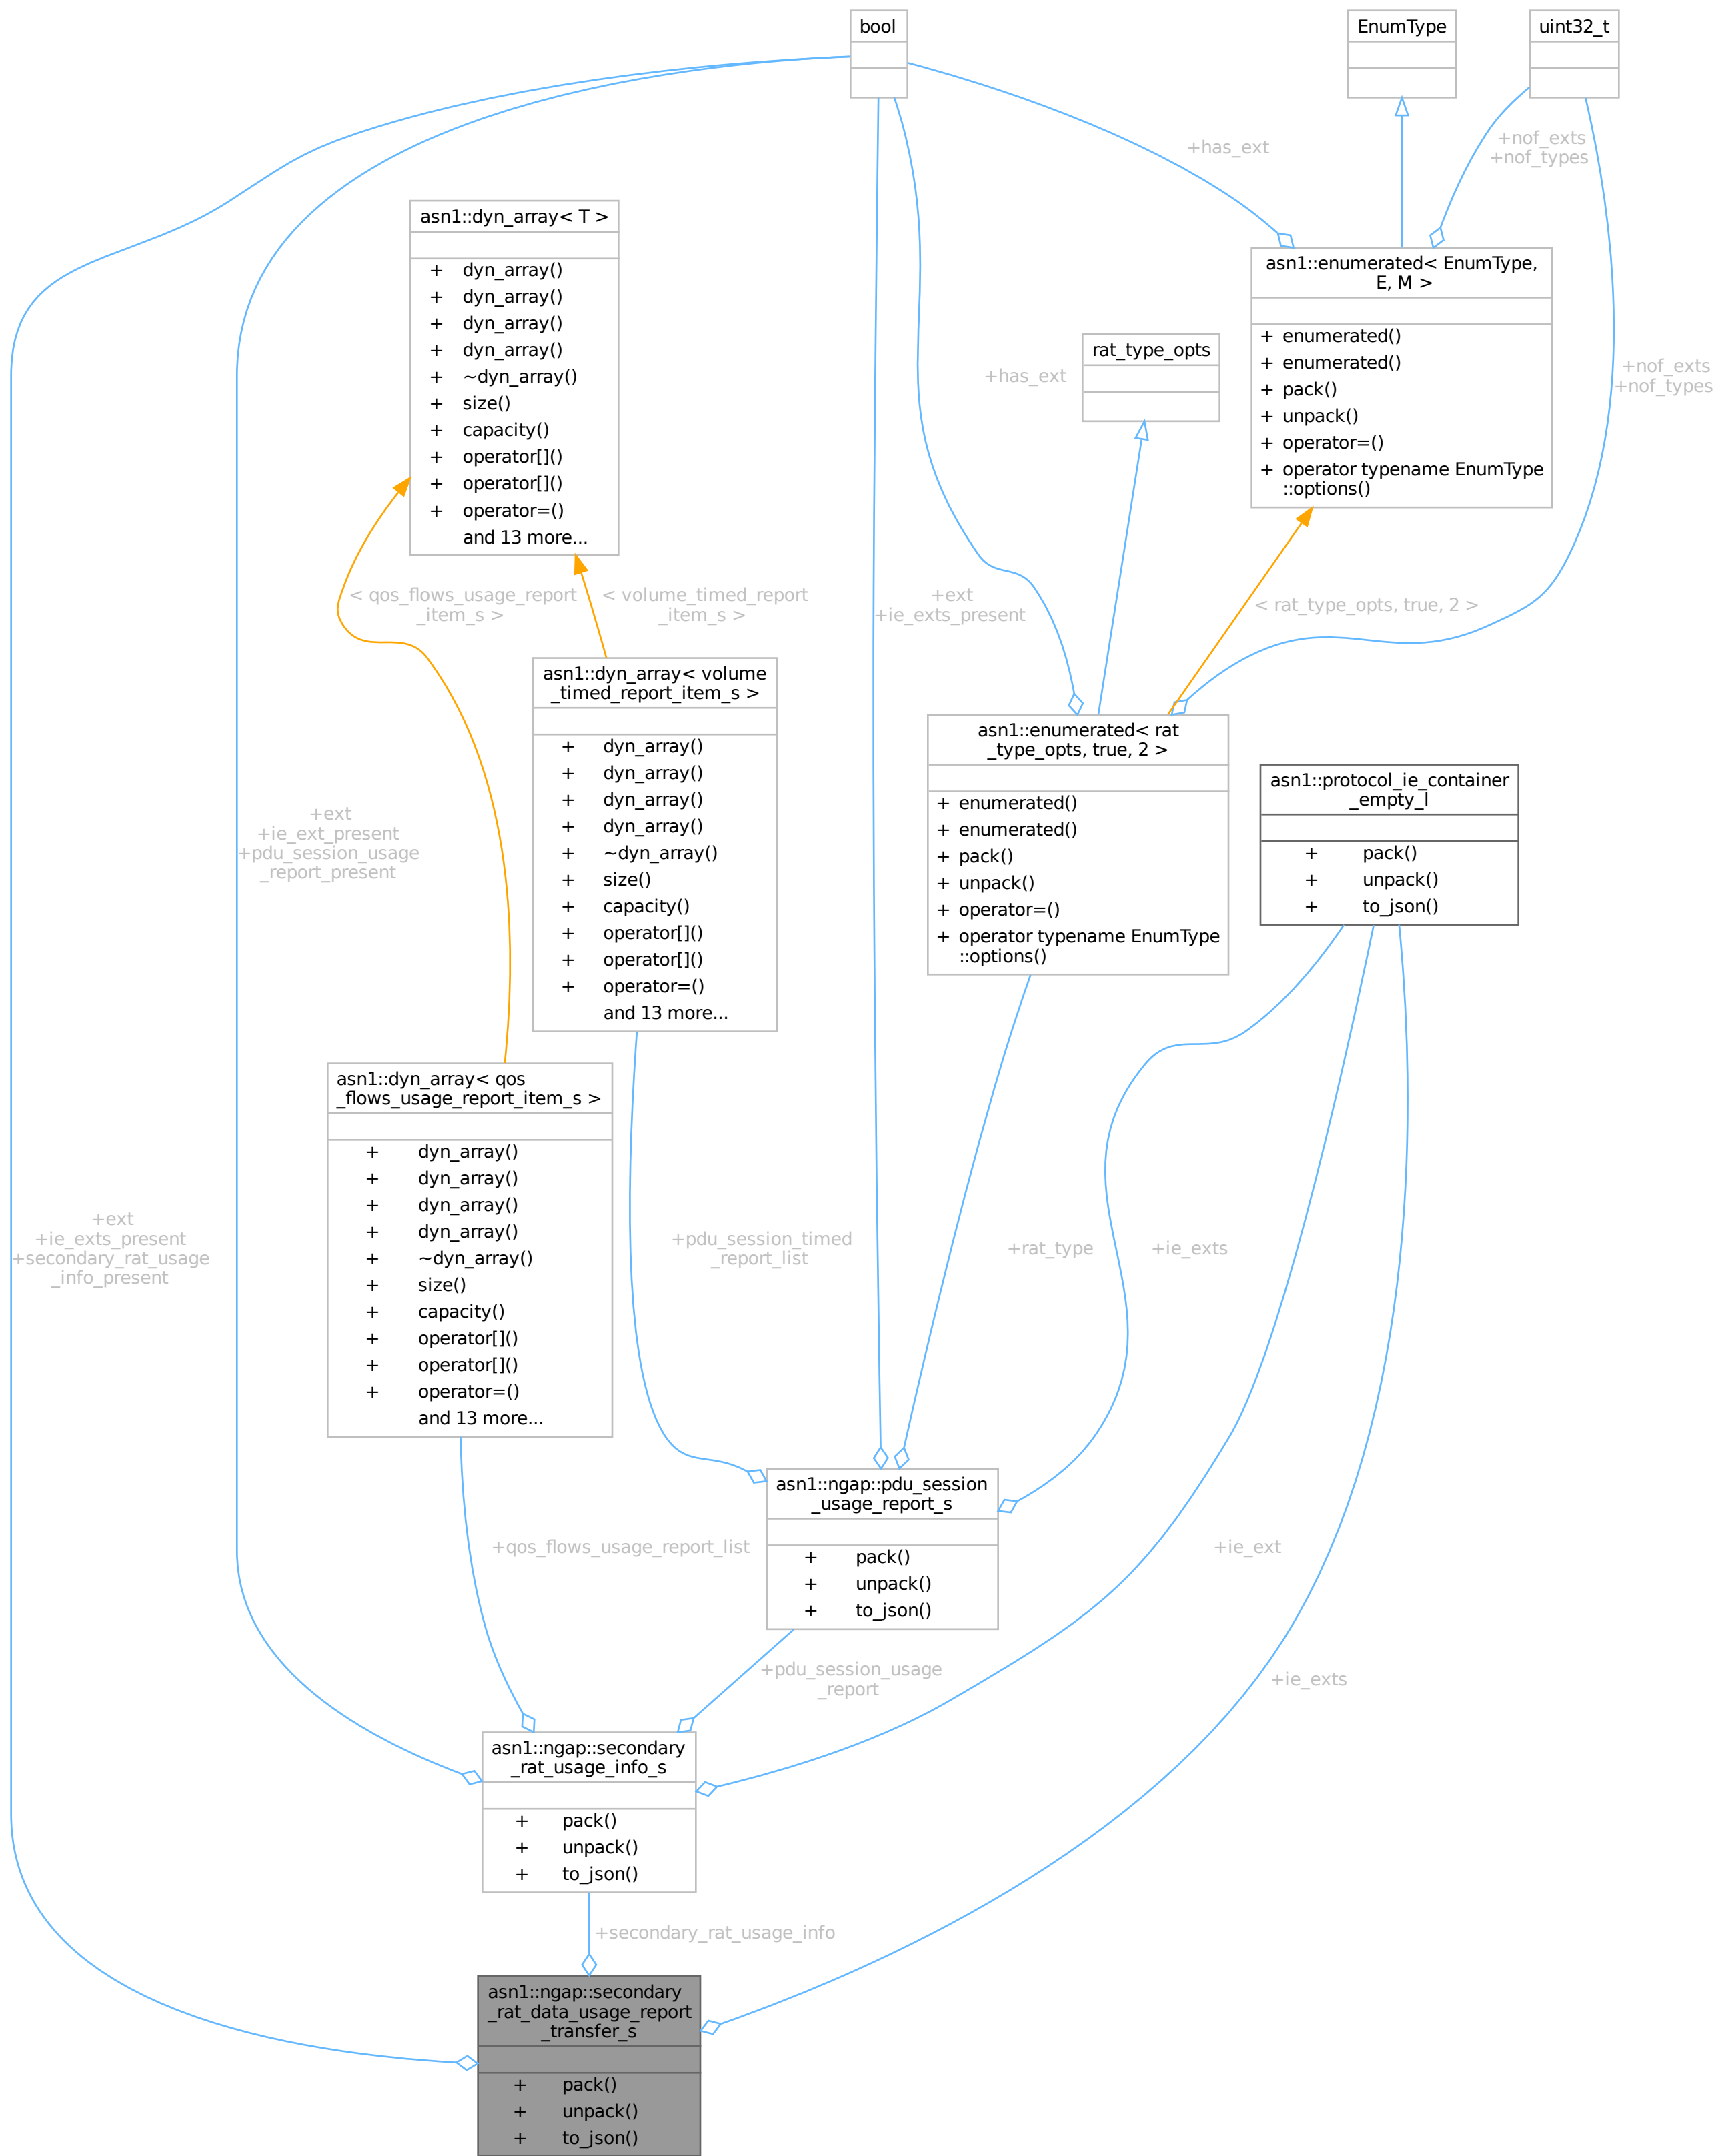 bool
EnumType
uint32_t
+nof_exts
+nof_types
+has_ext
asn1::dyn_array< T >
+ dyn_array()
+ dyn_array()
+ dyn_array()
+ dyn_array()
+ ~dyn_array()
+ size()
+ capacity()
+ operator[]()
+ operator[]()
+ operator=()
and 13 more...
asn1::enumerated< EnumType,
E, M >
+ enumerated()
+ enumerated()
+ pack()
+ unpack()
+ operator=()
+ operator typename EnumType
::options()
rat_type_opts
+has_ext
+nof_exts
+nof_types
< qos_flows_usage_report
_item_s >
< volume_timed_report
_item_s >
+ext
+ie_exts_present
< rat_type_opts, true, 2 >
asn1::dyn_array< volume
_timed_report_item_s >
+ dyn_array()
+ dyn_array()
+ dyn_array()
+ dyn_array()
+ ~dyn_array()
+ size()
+ capacity()
+ operator[]()
+ operator[]()
+ operator=()
and 13 more...
asn1::enumerated< rat
_type_opts, true, 2 >
+ enumerated()
+ enumerated()
+ pack()
+ unpack()
+ operator=()
+ operator typename EnumType
::options()
asn1::protocol_ie_container
_empty_l
+ pack()
+ unpack()
+ to_json()
+ext
+ie_ext_present
+pdu_session_usage
_report_present
asn1::dyn_array< qos
_flows_usage_report_item_s >
+ dyn_array()
+ dyn_array()
+ dyn_array()
+ dyn_array()
+ ~dyn_array()
+ size()
+ capacity()
+ operator[]()
+ operator[]()
+ operator=()
and 13 more...
+ext
+ie_exts_present
+secondary_rat_usage
_info_present
+pdu_session_timed
_report_list
+rat_type
+ie_exts
asn1::ngap::pdu_session
_usage_report_s
+ pack()
+ unpack()
+ to_json()
+qos_flows_usage_report_list
+ie_ext
+pdu_session_usage
_report
+ie_exts
asn1::ngap::secondary
_rat_usage_info_s
+ pack()
+ unpack()
+ to_json()
+secondary_rat_usage_info
asn1::ngap::secondary
_rat_data_usage_report
_transfer_s
+ pack()
+ unpack()
+ to_json()